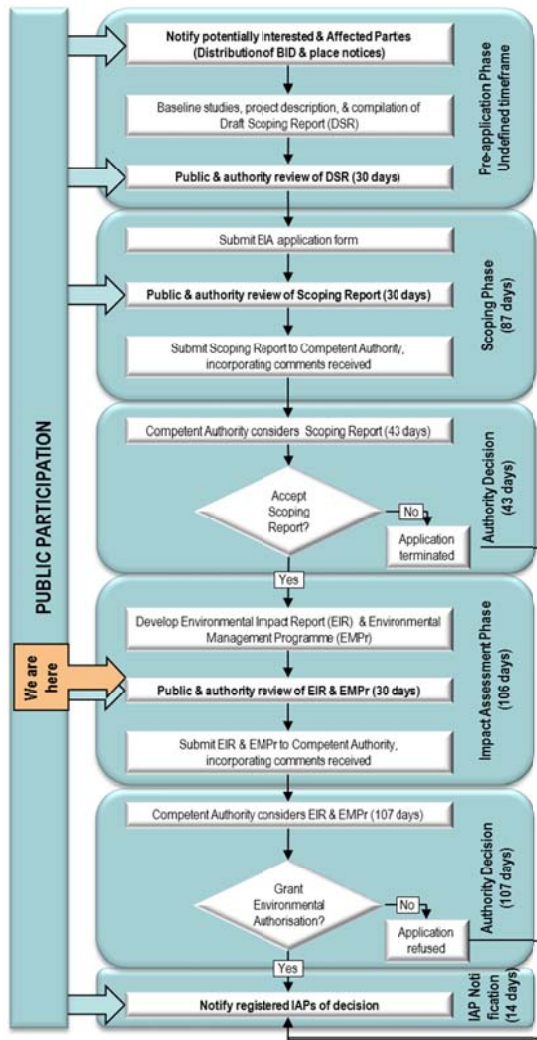 PUBLIC PARTICIPATION
We are
here
Notify potentially Interested & Affected Partes
(Distribution of BID & place notices)
Baseline studies, project description, & compilation of
Draft Scoping Report (DSR)
Public & authority review of DSR (30 days)
Pre-application Phase
Undefined timeframe
Submit EIA application form
Public & authority review of Scoping Report (30 days)
Submit Scoping Report to Competent Authority,
incorporating comments received
Scoping Phase
(87 days)
Competent Authority considers Scoping Report (43 days)
Accept
Scoping
Report?
No
Application
terminated
Yes
Authority Decision
(43 days)
Develop Environmental Impact Report (EIR) & Environmental
Management Programme (EMPr)
Public & authority review of EIR & EMPr (30 days)
Submit EIR & EMPr to Competent Authority,
incorporating comments received
Impact Assessment Phase
(106 days)
Competent Authority considers EIR & EMPr (107 days)
Grant
Environmental
Authorisation?
No
Application
refused
Yes
Authority Decision
(107 days)
Notify registered IAPs of decision
IAP Noti
fication
(14 days)